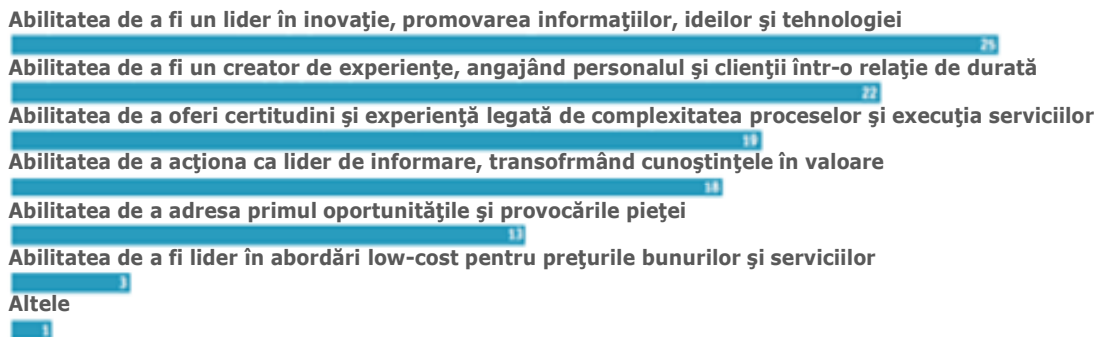 Abilitatea de a fi un lider în inovaţie, promovarea informaţiilor, ideilor şi tehnologiei
25
Abilitatea de a fi un creator de experienţe, angajând personalul şi clienţii într-o relaţie de durată
22
Abilitatea de a oferi certitudini şi experienţă legată de complexitatea proceselor şi execuţia serviciilor
19
Abilitatea de a acţiona ca lider de informare, transofrmând cunoştinţele în valoare
18
Abilitatea de a adresa primul oportunităţile şi provocările pieţei
13
Abilitatea de a fi lider în abordări low-cost pentru preţurile bunurilor şi serviciilor
3
Altele
1